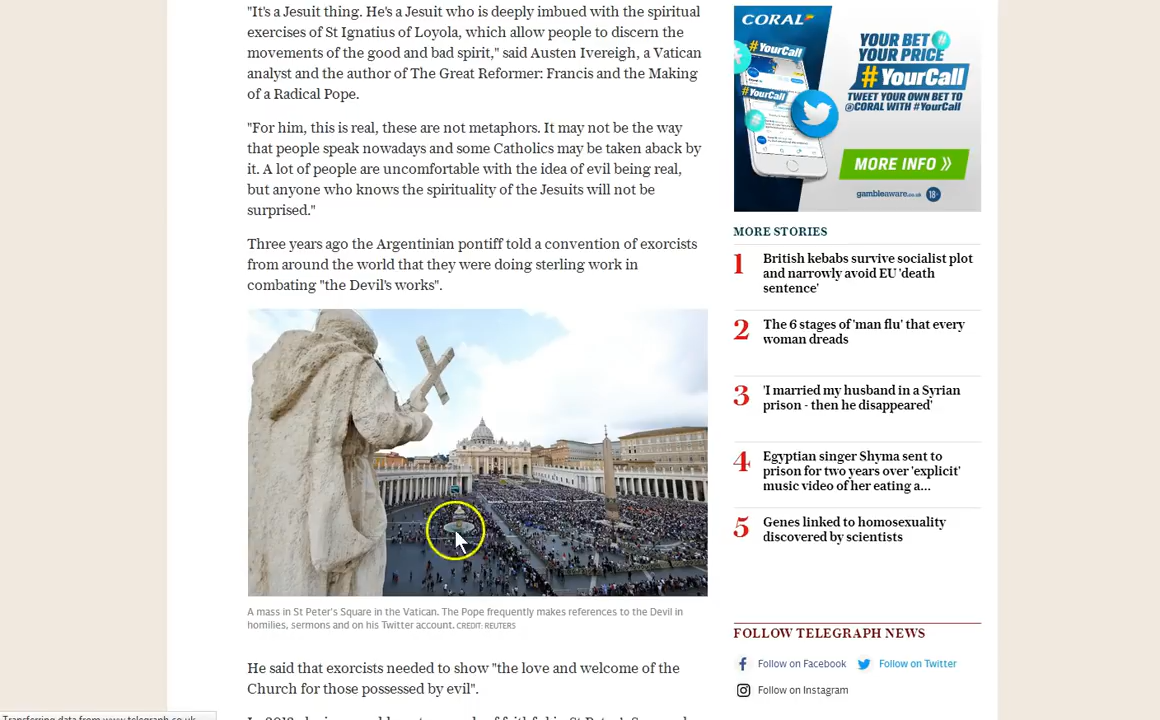 "It's a Jesuit thing. He's a Jesuit who is deeply imbued with the spiritual
exercises of St Ignatius of Loyola, which allow people to discern the
movements of the good and bad spirit," said Austen Ivereigh, a Vatican
analyst and the author of The Great Reformer: Francis and the Making
of a Radical Pope.
"For him, this is real, these are not metaphors. It may not be the way
that people speak nowadays and some Catholics may be taken aback by
it. A lot of people are uncomfortable with the idea of evil being real,
but anyone who knows the spirituality of the Jesuits will not be
surprised."
Three years ago the Argentinian pontiff told a convention of exorcists
from around the world that they were doing sterling work in
combating "the Devil's works".
A mass in St Peter's Square in the Vatican. The Pope frequently makes references to the Devil in
homilies, sermons and on his Twitter account. CREDIT: REUTERS
He said that exorcists needed to show "the love and welcome of the
Church for those possessed by evil".
CORAL
#YourCall
#YourCall
YOUR BET
YOUR PRICE
#
#YourCall
TWEET YOUR OWN BET TO
@CORAL WITH #YourCall
MORE INFO »
gambleaware.co.uk 18+
MORE STORIES
1 British kebabs survive socialist plot
and narrowly avoid EU 'death
sentence'
2 The 6 stages of 'man flu' that every
woman dreads
3 'I married my husband in a Syrian
prison - then he disappeared'
4 Egyptian singer Shyma sent to
prison for two years over 'explicit'
music video of her eating a...
5 Genes linked to homosexuality
discovered by scientists
FOLLOW TELEGRAPH NEWS
Follow on Facebook
Follow on Twitter
Follow on Instagram
Transferring data from www.telegraph.co.uk